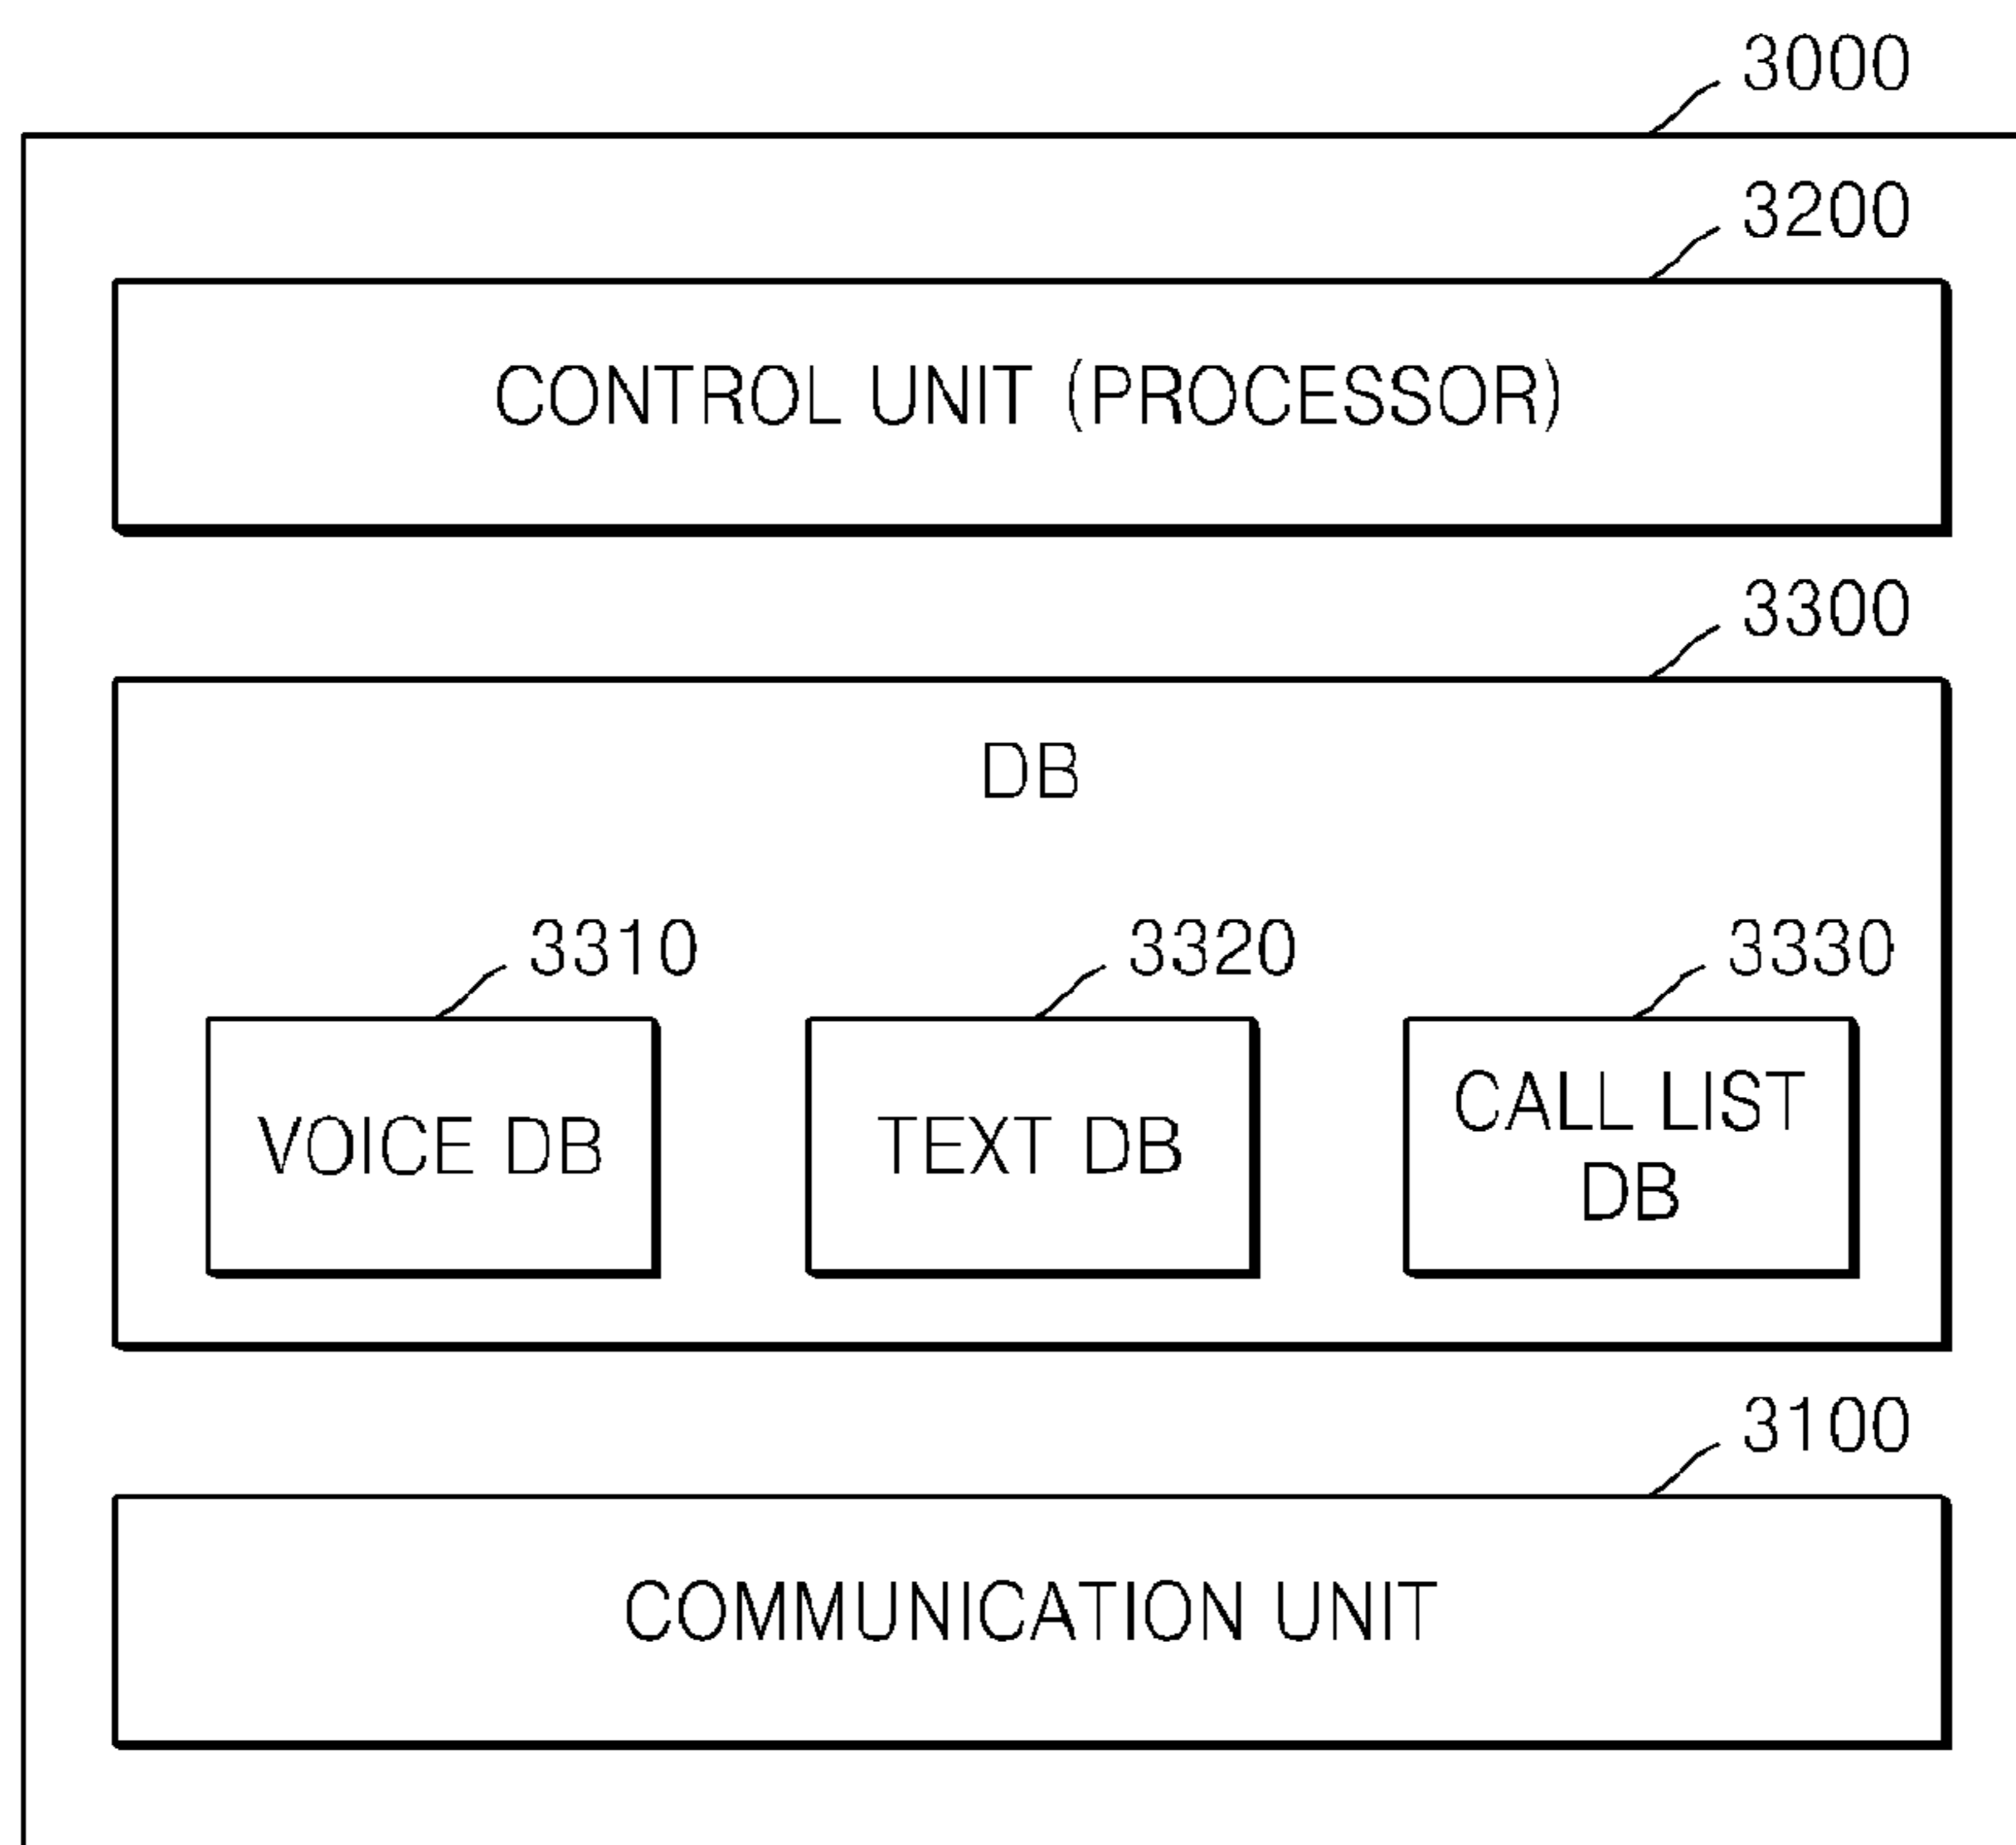 3000
3200
CONTROL UNIT (PROCESSOR)
3300
DB
3310
3320
3330
VOICE DB
TEXT DB
CALL LIST
DB
3100
COMMUNICATION UNIT